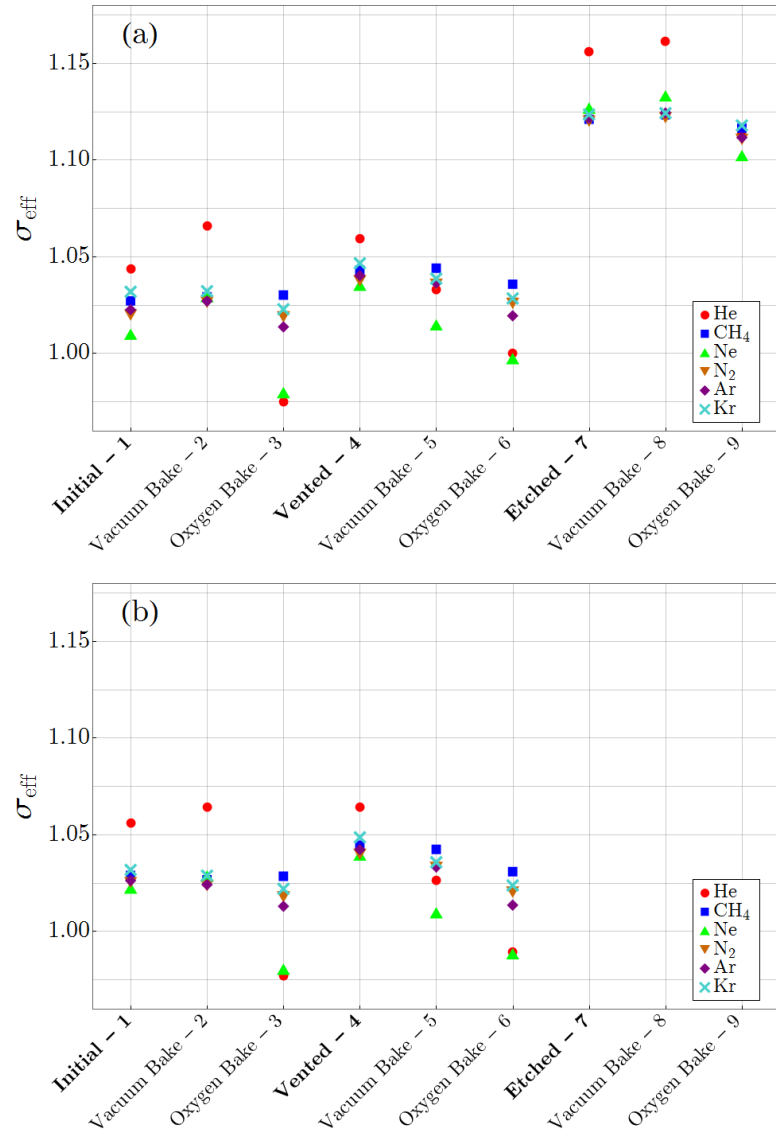 (a)
1.15
1.10
1.05
1.00
σeff
He
CH₄
Ne
N₂
Ar
Kr
Initial – 1
Vacuum Bake – 2
Oxygen Bake – 3
Vented – 4
Vacuum Bake – 5
Oxygen Bake – 6
Etched – 7
Vacuum Bake – 8
Oxygen Bake – 9
(b)
1.15
1.10
1.05
1.00
σeff
He
CH₄
Ne
N₂
Ar
Kr
Initial – 1
Vacuum Bake – 2
Oxygen Bake – 3
Vented – 4
Vacuum Bake – 5
Oxygen Bake – 6
Etched – 7
Vacuum Bake – 8
Oxygen Bake – 9